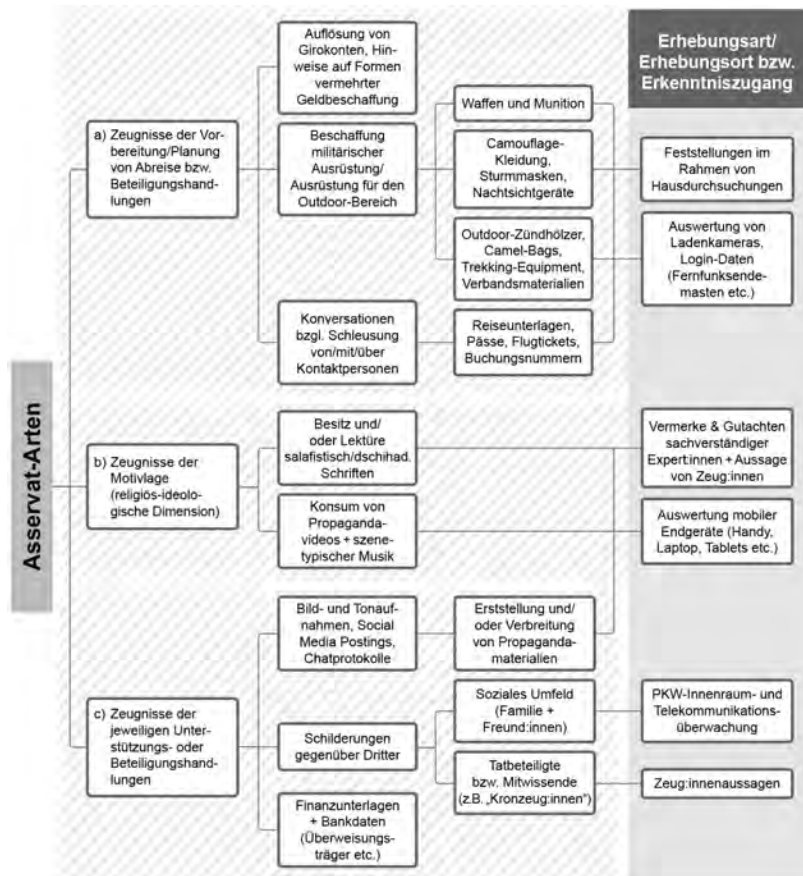 Asservat-Arten
a) Zeugnisse der Vor-
bereitung/Planung
von Abreise bzw.
Beteiligungshand-
lungen
Auflösung von
Girokonten, Hin-
weise auf Formen
vermehrter
Geldbeschaffung
Beschaffung
militärischer
Ausrüstung/
Ausrüstung für den
Outdoor-Bereich
Konversationen
bzgl. Schleusung
von/mit/über
Kontaktpersonen
Waffen und Munition
Camouflage-
Kleidung,
Sturmmasken,
Nachtsichtgeräte
Outdoor-Zündhölzer,
Camel-Bags,
Trekking-Equipment,
Verbandsmaterialien
Reiseunterlagen,
Pässe, Flugtickets,
Buchungsnummern
Erhebungsart/
Erhebungsort bzw.
Erkenntniszugang
Feststellungen im
Rahmen von
Hausdurchsuchungen
Auswertung von
Ladenkameras,
Login-Daten
(Fernfunksende-
masten etc.)
b) Zeugnisse der
Motivlage
(religiös-ideolo-
gische Dimension)
Besitz und/
oder Lektüre
salafistisch/dschihad.
Schriften
Konsum von
Propaganda-
videos + szene-
typischer Musik
Vermerke & Gutachten
sachverständiger
Expert:innen + Aussage
von Zeug:innen
Auswertung mobiler
Endgeräte (Handy,
Laptop, Tablets etc.)
c) Zeugnisse der
jeweiligen Unter-
stützungs- oder
Beteiligungshand-
lungen
Bild- und Tonauf-
nahmen, Social
Media Postings,
Chatprotokolle
Schilderungen
gegenüber Dritter
Finanzunterlagen
+ Bankdaten
(Überweisungs-
träger etc.)
Erststellung und/
oder Verbreitung
von Propaganda-
materialien
Soziales Umfeld
(Familie +
Freund:innen)
Tatbeteiligte
bzw. Mitwissende
(z.B. „Kronzeug:innen")
PKW-Innenraum- und
Telekommunikations-
überwachung
Zeug:innenaussagen